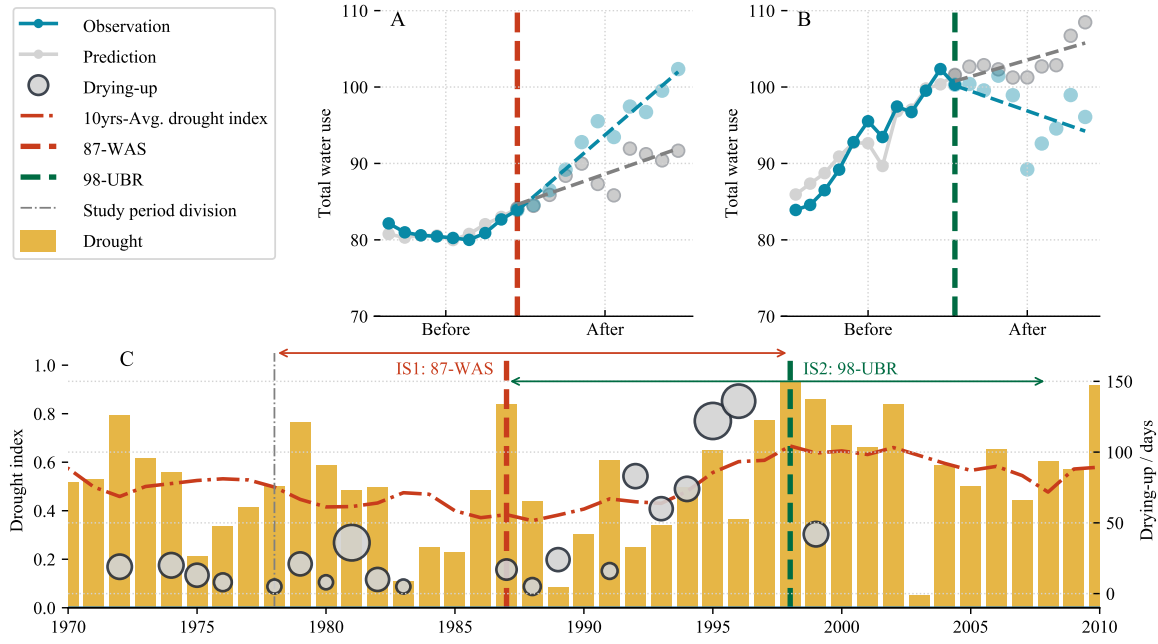 Observation
Prediction
Drying-up
10yrs-Avg. drought index
87-WAS
98-UBR
Study period division
Drought
A
Total water use
110
100
90
80
70
Before
After
B
Total water use
110
100
90
80
70
Before
After
C
IS1: 87-WAS
IS2: 98-UBR
Drought index
1.0
0.8
0.6
0.4
0.2
0.0
150
100
50
0
Drying-up / days
1970
1975
1980
1985
1990
1995
2000
2005
2010